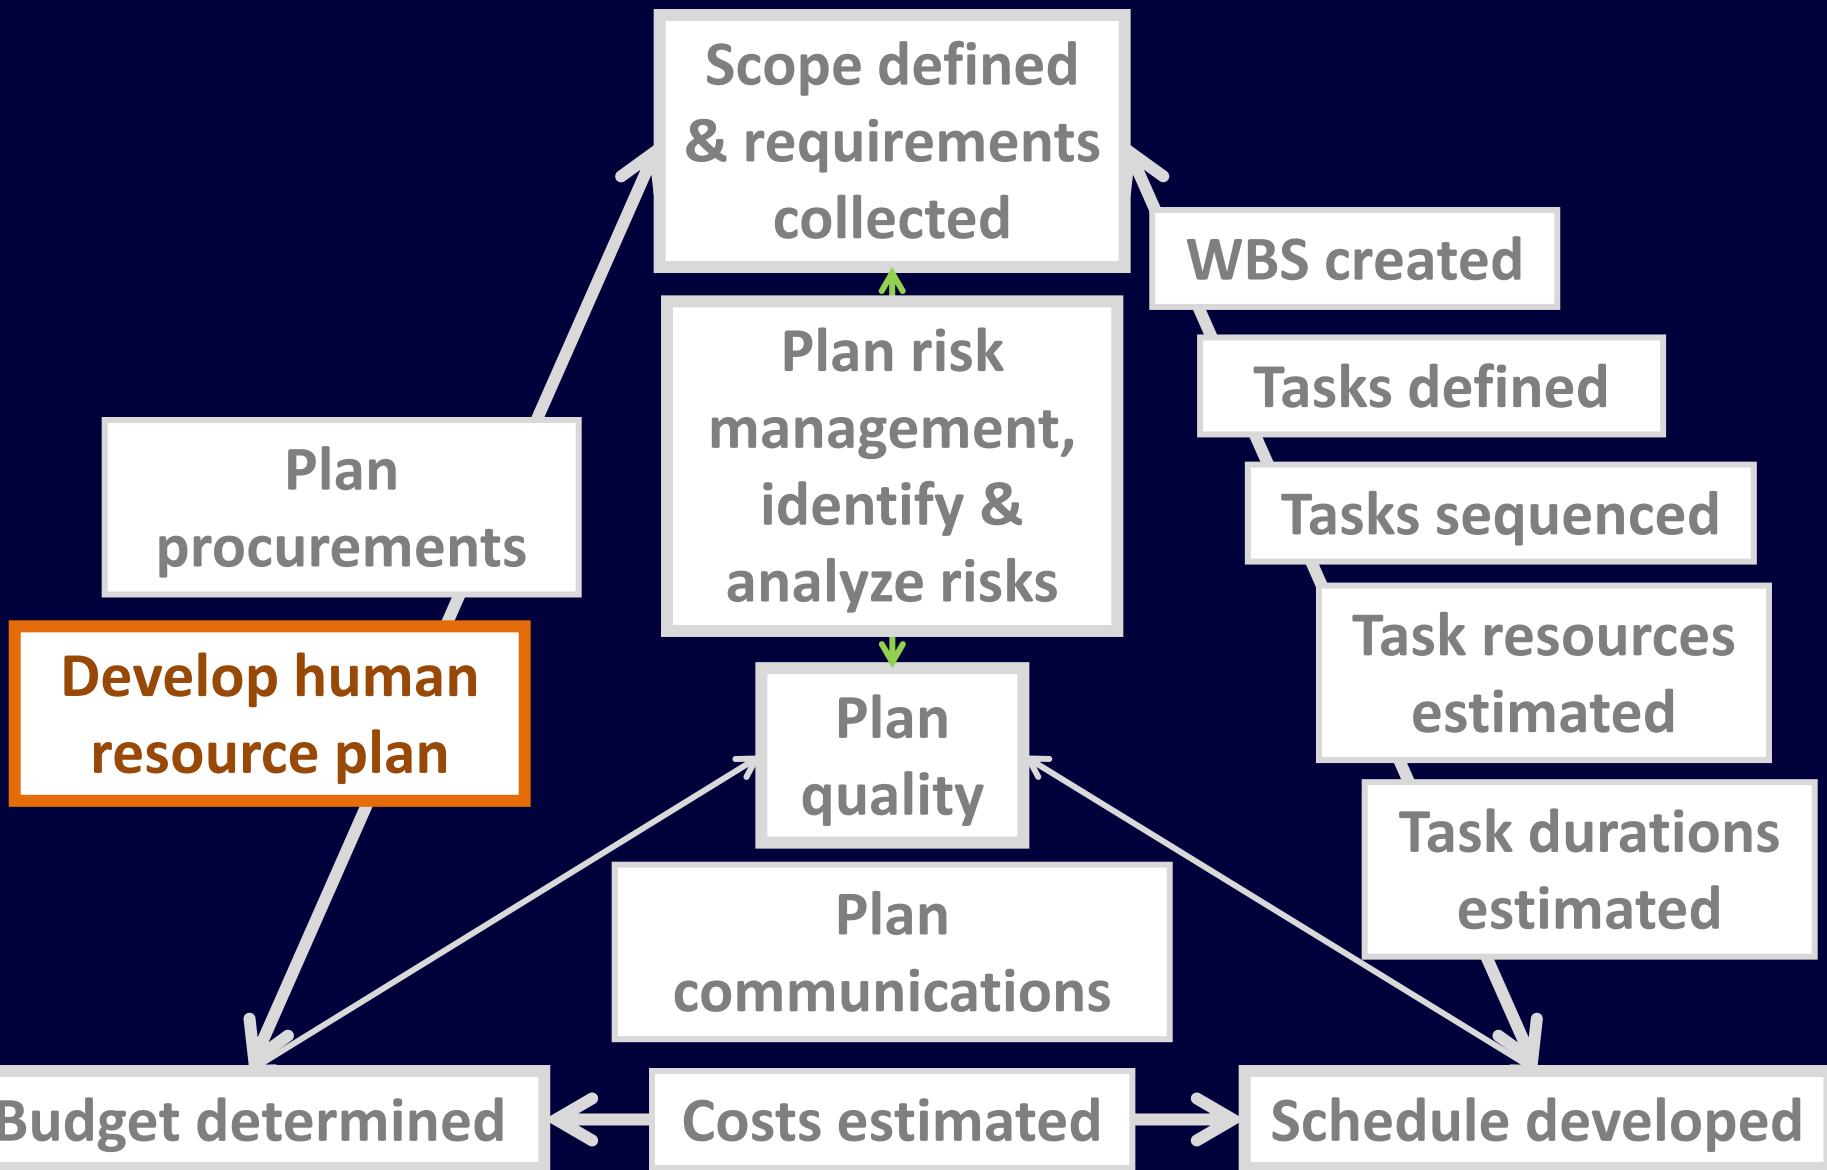 Scope defined
& requirements
collected
WBS created
Plan risk
management,
identify &
analyze risks
Tasks defined
Plan
procurements
Tasks sequenced
Develop human
resource plan
Task resources
estimated
Plan
quality
Task durations
estimated
Plan
communications
Budget determined
Costs estimated
Schedule developed